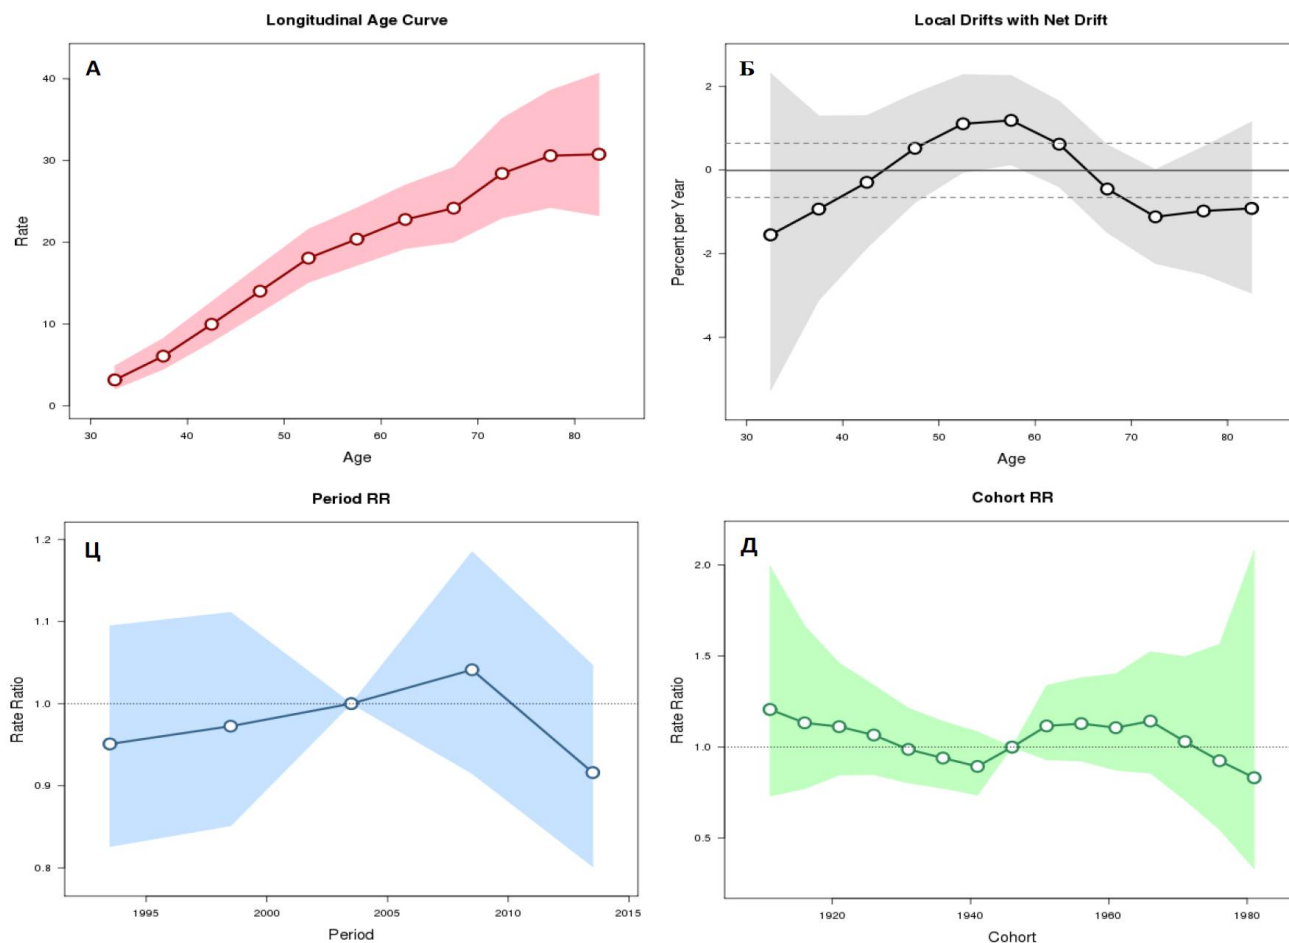 Longitudinal Age Curve
А
Rate
40
30
20
10
0
30 40 50 60 70 80
Age
Local Drifts with Net Drift
Б
Percent per Year
2
0
-2
-4
30 40 50 60 70 80
Age
Period RR
Ц
Rate Ratio
1.2
1.1
1.0
0.9
0.8
1995 2000 2005 2010 2015
Period
Cohort RR
Д
Rate Ratio
2.0
1.5
1.0
0.5
1920 1940 1960 1980
Cohort